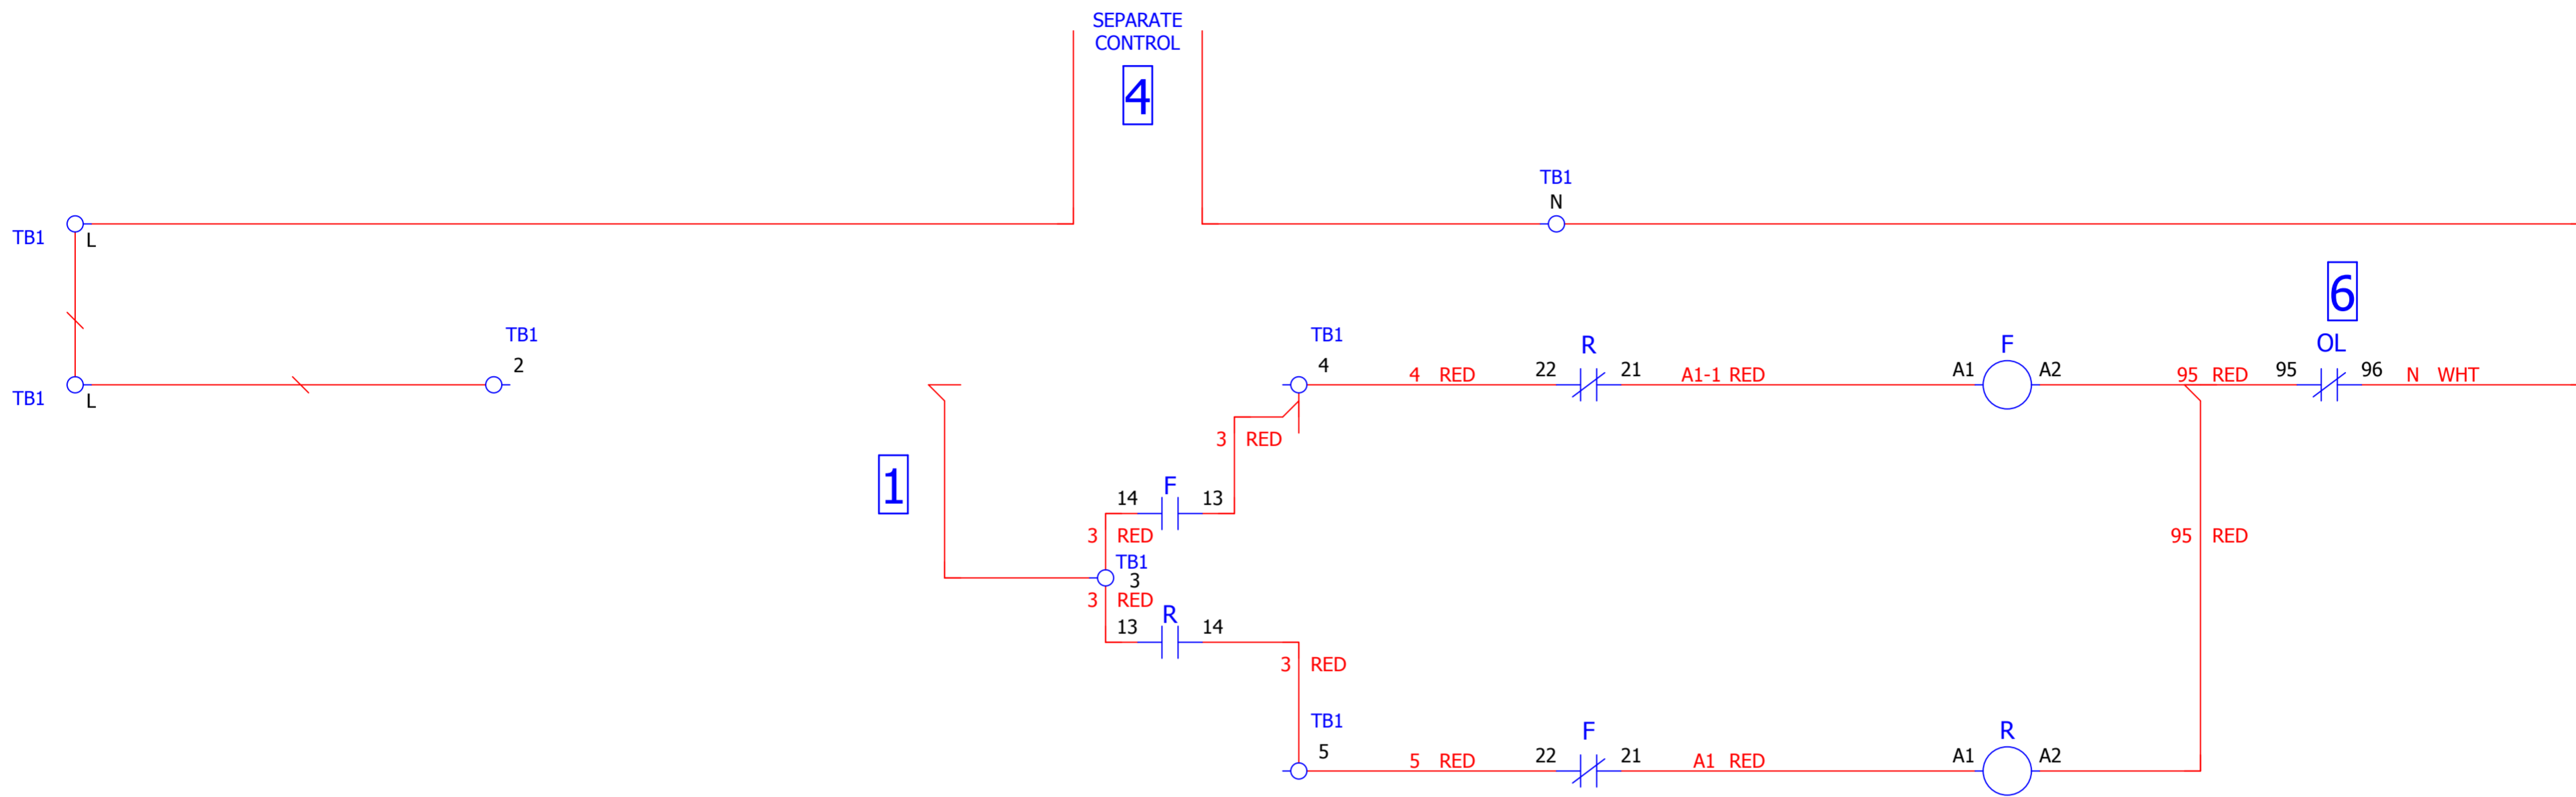 SEPARATE
CONTROL
4
TB1
N
TB1 L
6
TB1
2
TB1
4
4 RED
22
R
21
A1-1 RED
A1
F
A2
95 RED
95
OL
96
N WHT
TB1 L
3 RED
1
14
F
13
3 RED
95 RED
TB1
3
3 RED
13
R
14
3 RED
TB1
5
5 RED
22
F
21
A1 RED
A1
R
A2